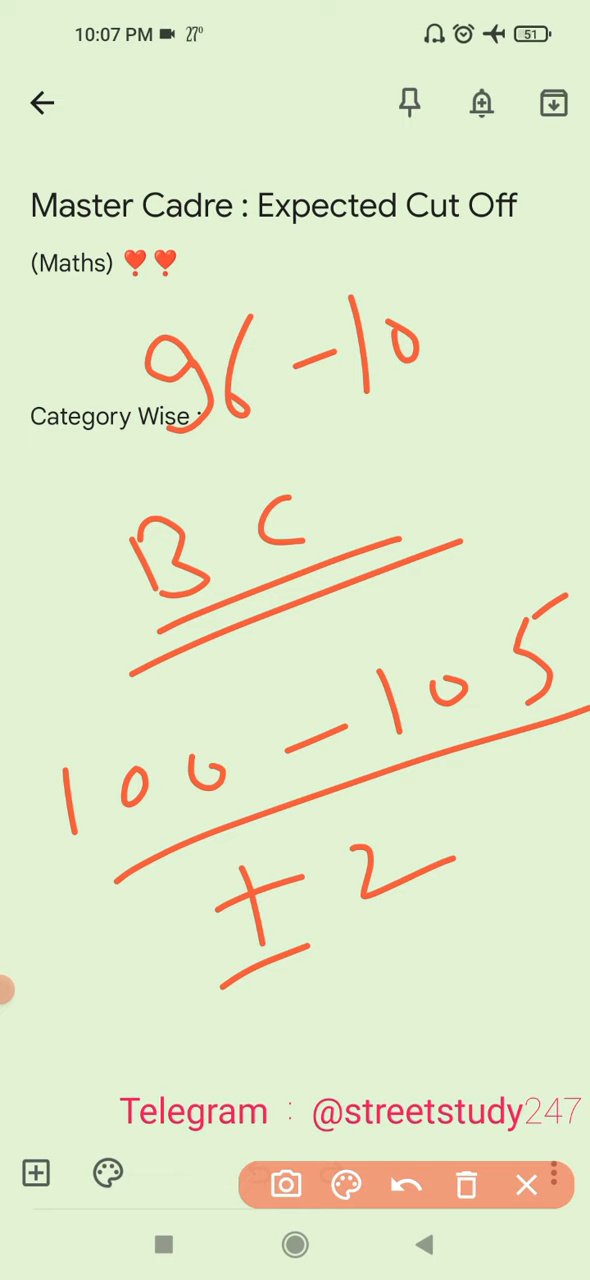 10:07 PM 27°
51
Master Cadre : Expected Cut Off
(Maths) ❣️❣️
96-10
Category Wise :
BC
100-105
± 2
Telegram : @streetstudy247